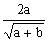 2a
√(a + b)